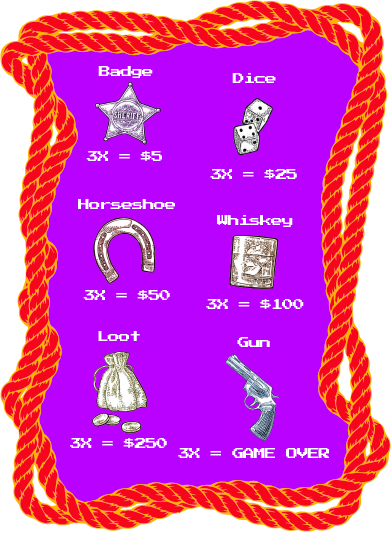 Badge
Dice
SHERIFF
3X = $5
3X = $25
Horseshoe
Whiskey
3X = $50
3X = $100
Loot
Gun
3X = $250
3X = GAME OVER